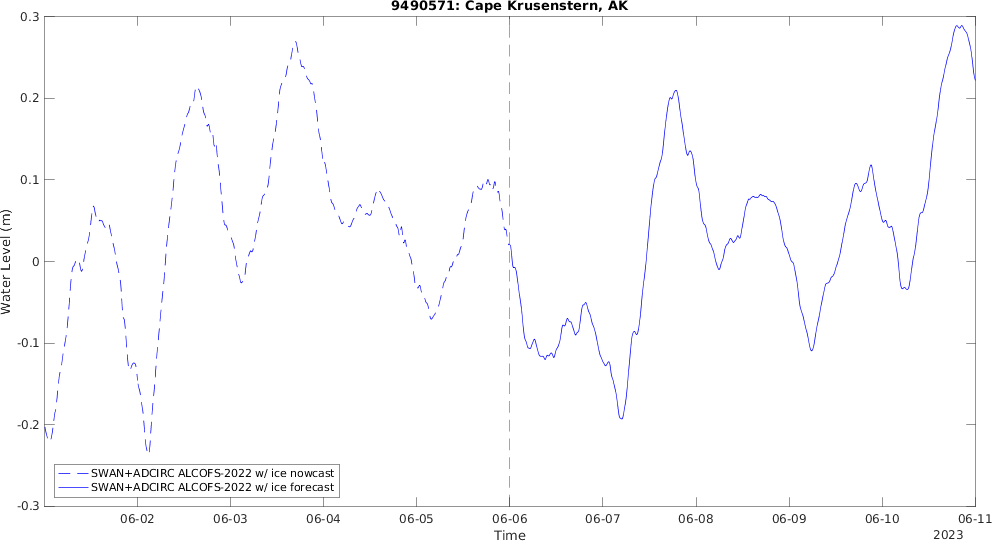 9490571: Cape Krusenstern, AK
0.3
0.2
0.1
0
-0.1
-0.2
-0.3
Water Level (m)
SWAN+ADCIRC ALCOFS-2022 w/ ice nowcast
SWAN+ADCIRC ALCOFS-2022 w/ ice forecast
06-02 06-03 06-04 06-05 06-06 06-07 06-08 06-09 06-10 06-11
Time
2023